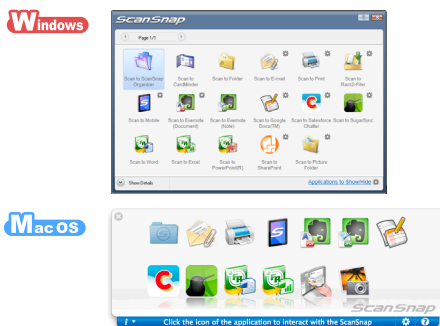 Windows
ScanSnap
Page 1/1
Scan to ScanSnap Organizer
Scan to CardMinder
Scan to Folder
Scan to E-mail
Scan to Print
Scan to Rack2-Filer
Scan to Mobile
Scan to Evernote (Document)
Scan to Evernote (Note)
Scan to Google Docs(TM)
Scan to Salesforce Chatter
Scan to SugarSync
Scan to Word
Scan to Excel
Scan to PowerPoint(R)
Scan to SharePoint
Scan to Picture Folder
Show Details
Applications to Show/Hide
Mac OS
ScanSnap
Click the icon of the application to interact with the ScanSnap